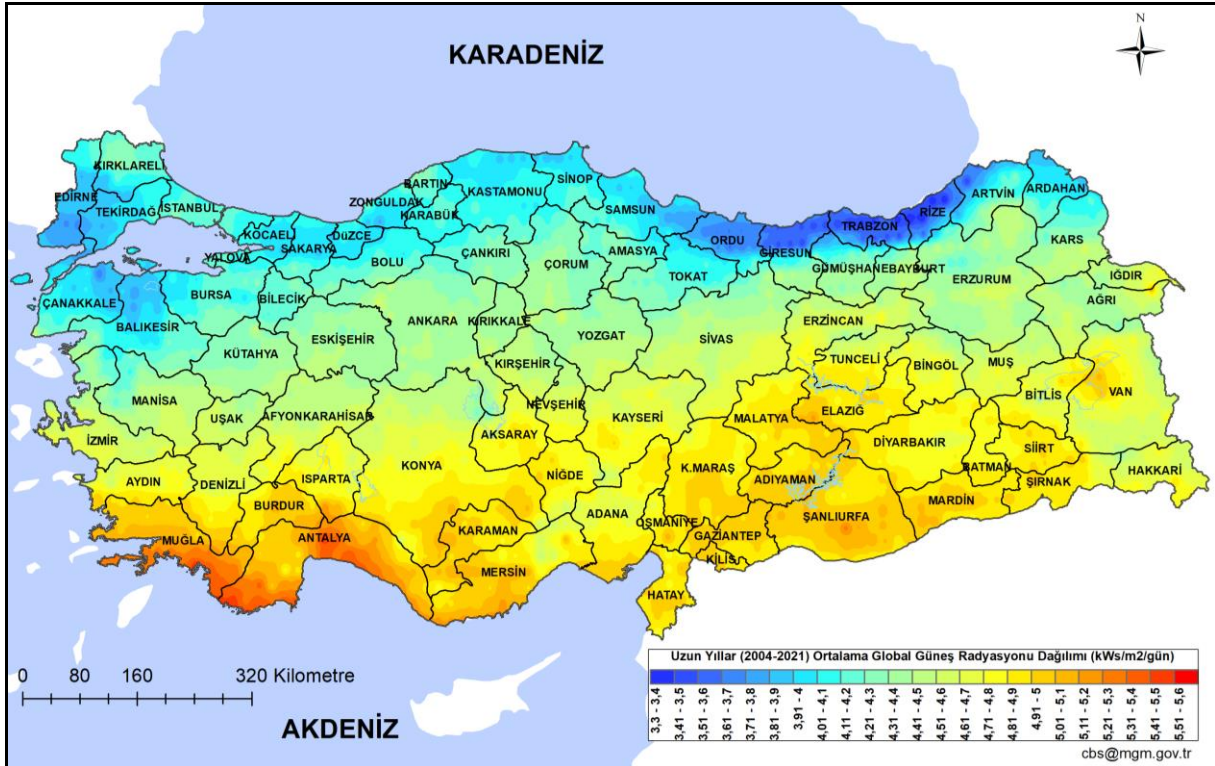 N
KARADENİZ
KIRKLARELİ
EDİRNE
TEKİRDAĞ
İSTANBUL
KOCAELİ
YALOVA
SAKARYA
DüZCE
ZONGULDAK
BARTIN
KARABÜK
KASTAMONU
SİNOP
SAMSUN
ORDU
GİRESUN
TRABZON
RİZE
ARTVİN
ARDAHAN
KARS
IĞDIR
AĞRI
ÇANAKKALE
BALIKESİR
BURSA
BİLECİK
BOLU
ÇANKIRI
ÇORUM
AMASYA
TOKAT
GÜMÜŞHANE
BAYBURT
ERZURUM
KÜTAHYA
ESKİŞEHİR
ANKARA
KIRIKKALE
YOZGAT
SİVAS
ERZİNCAN
TUNCELİ
BİNGÖL
MUŞ
BİTLİS
VAN
MANİSA
UŞAK
AFYONKARAHİSAR
KIRŞEHİR
NEVŞEHİR
KAYSERİ
MALATYA
ELAZIĞ
DİYARBAKIR
BATMAN
SİİRT
HAKKARİ
İZMİR
AYDIN
DENİZLİ
ISPARTA
BURDUR
KONYA
AKSARAY
NİĞDE
K.MARAŞ
ADIYAMAN
ŞANLIURFA
MARDİN
ŞIRNAK
MUĞLA
ANTALYA
KARAMAN
MERSİN
ADANA
OSMANİYE
GAZİANTEP
KİLİS
HATAY
0 80 160 320 Kilometre
AKDENİZ
Uzun Yıllar (2004-2021) Ortalama Global Güneş Radyasyonu Dağılımı (kWs/m2/gün)
3,3 - 3,4
3,41 - 3,5
3,51 - 3,6
3,61 - 3,7
3,71 - 3,8
3,81 - 3,9
3,91 - 4
4,01 - 4,1
4,11 - 4,2
4,21 - 4,3
4,31 - 4,4
4,41 - 4,5
4,51 - 4,6
4,61 - 4,7
4,71 - 4,8
4,81 - 4,9
4,91 - 5
5,01 - 5,1
5,11 - 5,2
5,21 - 5,3
5,31 - 5,4
5,41 - 5,5
5,51 - 5,6
cbs@mgm.gov.tr